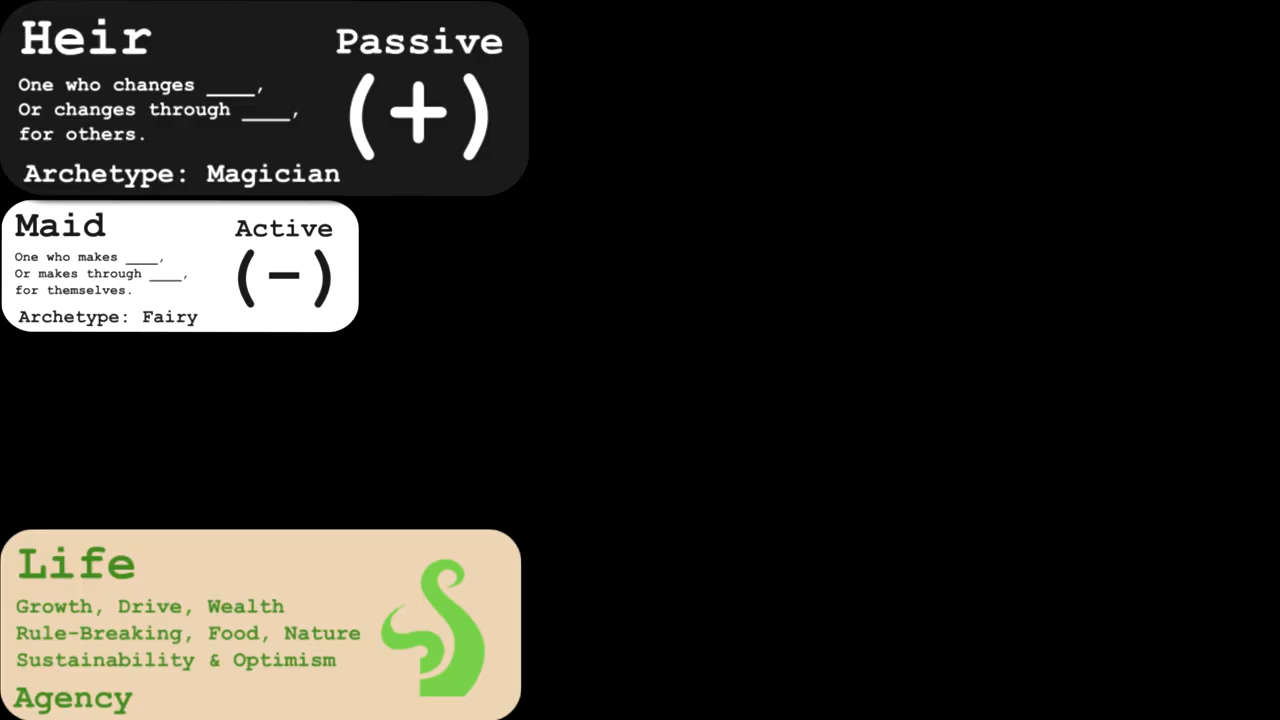 Heir
Passive
One who changes ____,
Or changes through ____,
for others.
(+)
Archetype: Magician
Maid
Active
One who makes ____,
Or makes through ____,
for themselves.
(-)
Archetype: Fairy
Life
Growth, Drive, Wealth
Rule-Breaking, Food, Nature
Sustainability & Optimism
Agency